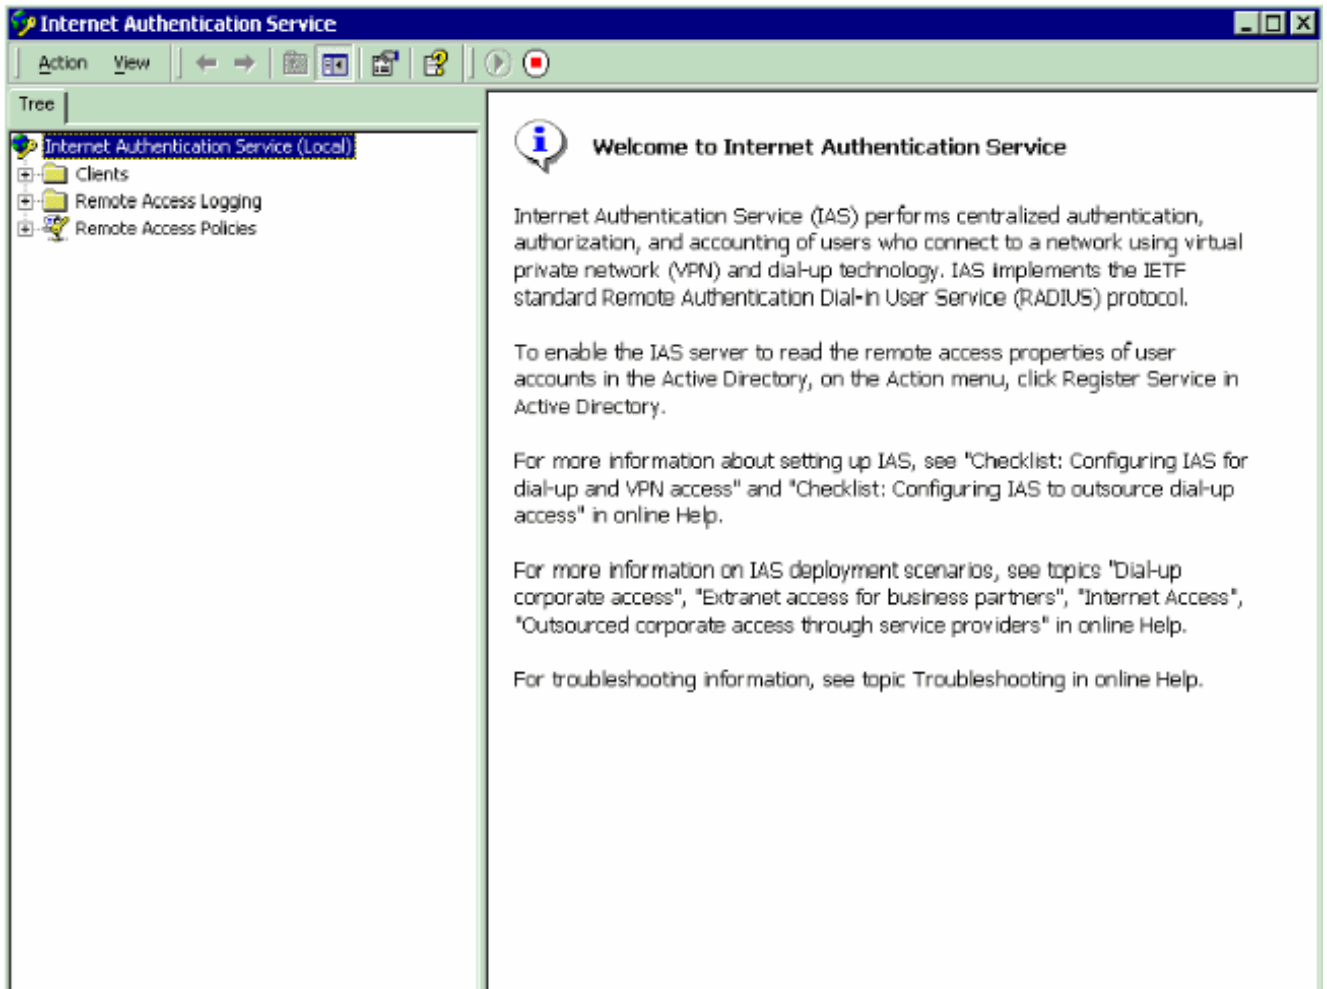 Internet Authentication Service
Action View
Tree
Internet Authentication Service (Local)
Clients
Remote Access Logging
Remote Access Policies
Welcome to Internet Authentication Service
Internet Authentication Service (IAS) performs centralized authentication,
authorization, and accounting of users who connect to a network using virtual
private network (VPN) and dial-up technology. IAS implements the IETF
standard Remote Authentication Dial-in User Service (RADIUS) protocol.
To enable the IAS server to read the remote access properties of user
accounts in the Active Directory, on the Action menu, click Register Service in
Active Directory.
For more information about setting up IAS, see "Checklist: Configuring IAS for
dial-up and VPN access" and "Checklist: Configuring IAS to outsource dial-up
access" in online Help.
For more information on IAS deployment scenarios, see topics "Dial-up
corporate access", "Extranet access for business partners", "Internet Access",
"Outsourced corporate access through service providers" in online Help.
For troubleshooting information, see topic Troubleshooting in online Help.